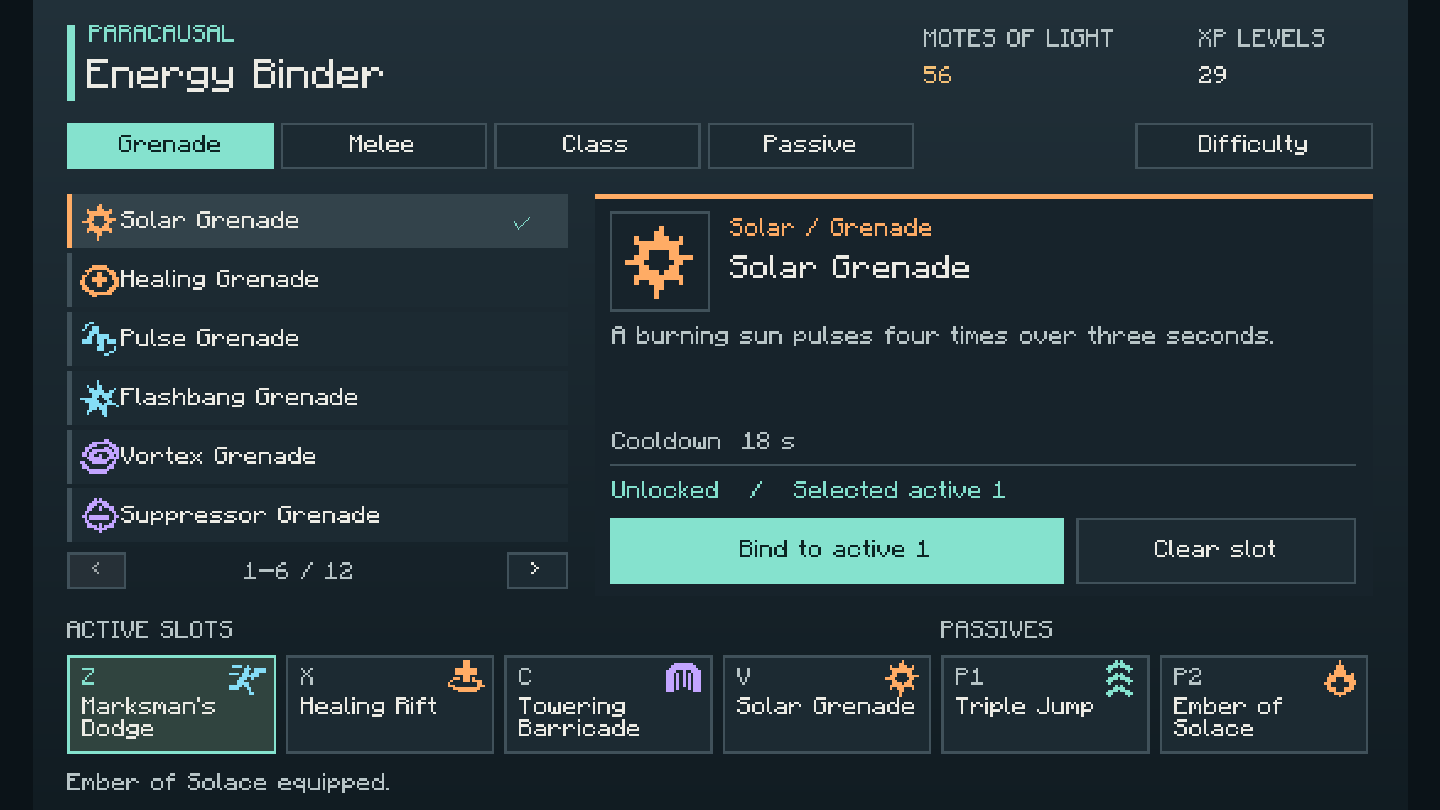 PARACAUSAL
Energy Binder
MOTES OF LIGHT
56
XP LEVELS
29
Grenade
Melee
Class
Passive
Difficulty
Solar Grenade
Healing Grenade
Pulse Grenade
Flashbang Grenade
Vortex Grenade
Suppressor Grenade
< 1-6 / 12 >
Solar / Grenade
Solar Grenade
A burning sun pulses four times over three seconds.
Cooldown 18 s
Unlocked / Selected active 1
Bind to active 1
Clear slot
ACTIVE SLOTS
Z
Marksman's
Dodge
X
Healing Rift
C
Towering
Barricade
V
Solar Grenade
PASSIVES
P1
Triple Jump
P2
Ember of
Solace
Ember of Solace equipped.